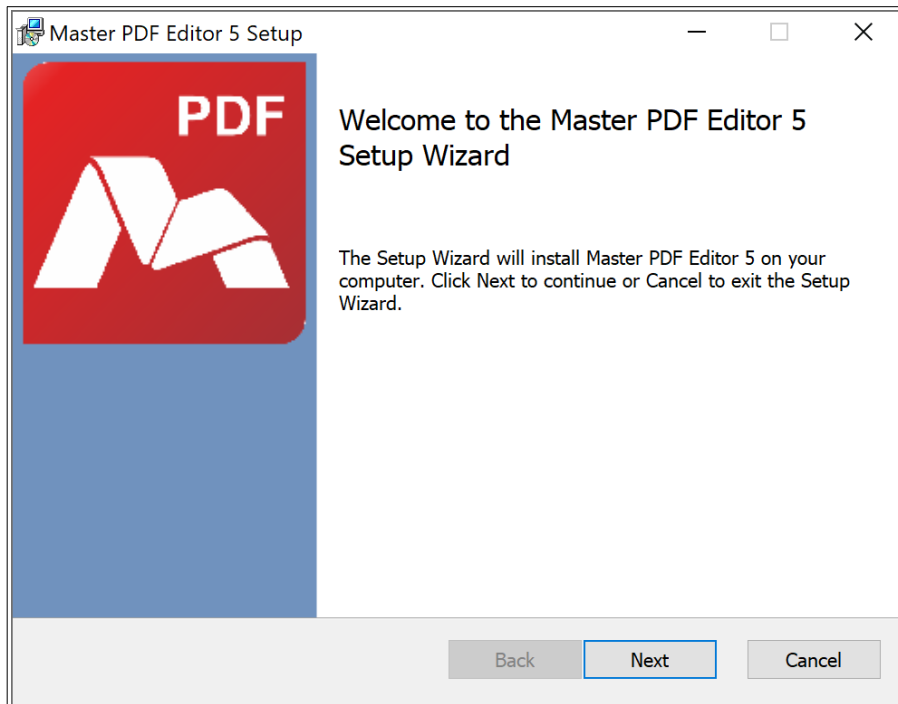 Master PDF Editor 5 Setup
PDF
Welcome to the Master PDF Editor 5
Setup Wizard
The Setup Wizard will install Master PDF Editor 5 on your
computer. Click Next to continue or Cancel to exit the Setup
Wizard.
Back Next Cancel